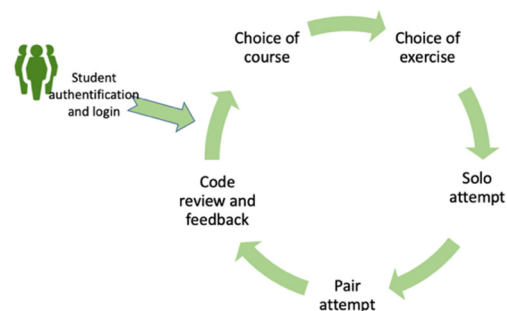 Choice of
course
Choice of
exercise
Student
authentification
and login
Solo
attempt
Code
review and
feedback
Pair
attempt